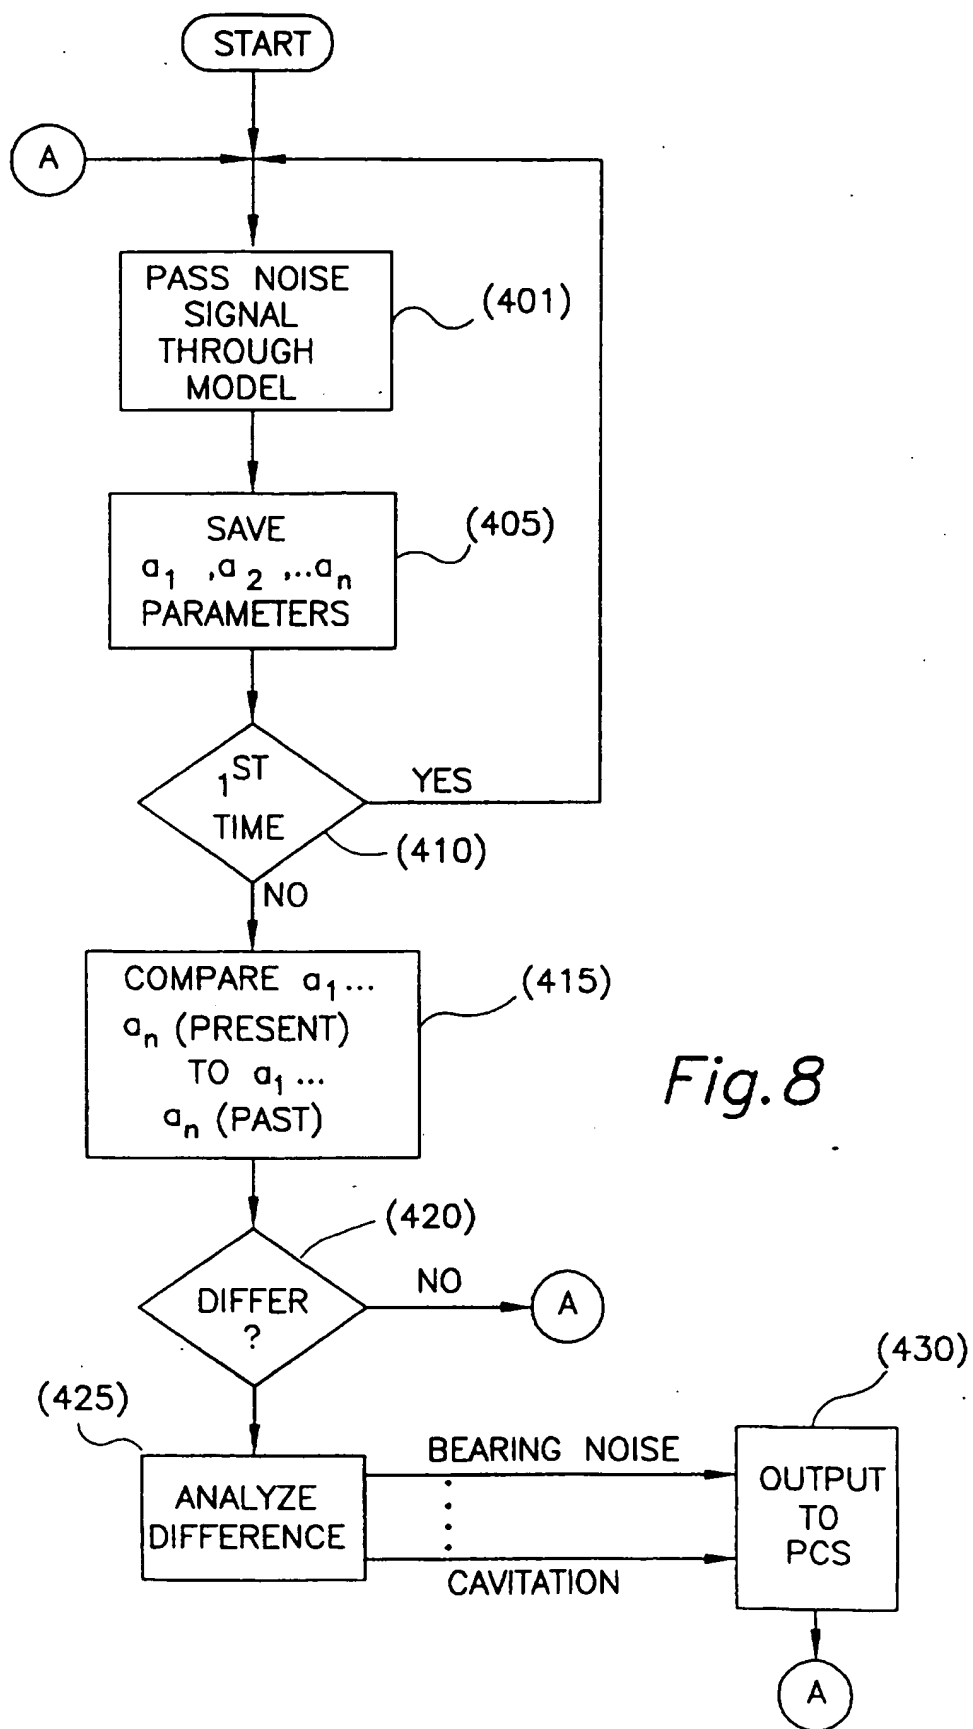 START
A
PASS NOISE
SIGNAL
THROUGH
MODEL
(401)
SAVE
a1 ,a2 ,..an
PARAMETERS
(405)
1ST
TIME
YES
(410)
NO
COMPARE a1...
an (PRESENT)
TO a1...
an (PAST)
(415)
Fig.8
DIFFER
?
(420)
NO
A
(425)
ANALYZE
DIFFERENCE
BEARING NOISE
CAVITATION
(430)
OUTPUT
TO
PCS
A